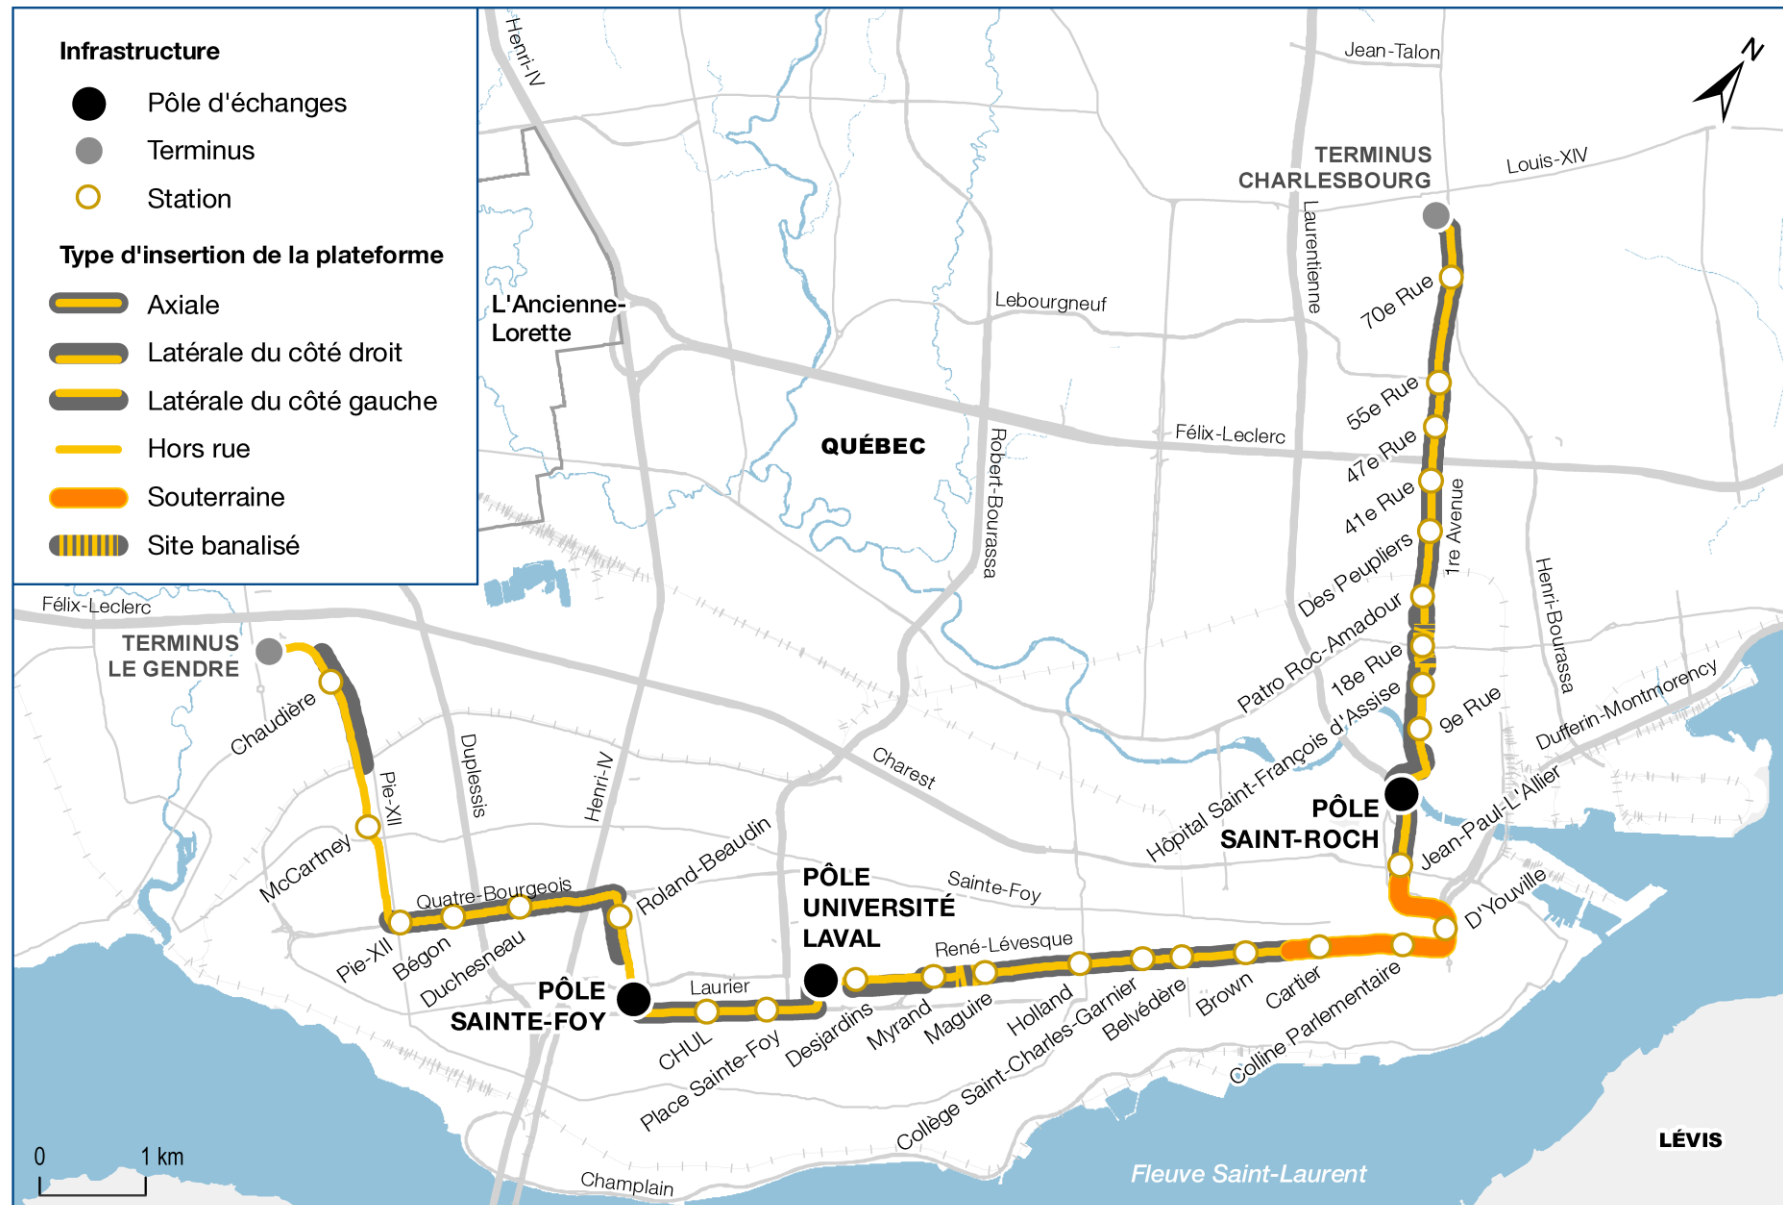 Infrastructure
Pôle d'échanges
Terminus
Station
Type d'insertion de la plateforme
Axiale
Latérale du côté droit
Latérale du côté gauche
Hors rue
Souterraine
Site banalisé
Henri-IV
Jean-Talon
N
TERMINUS
CHARLESBOURG
Louis-XIV
Laurentienne
70e Rue
L'Ancienne-
Lorette
Lebourgneuf
55e Rue
QUÉBEC
Robert-Bourassa
Félix-Leclerc
47e Rue
41e Rue
1re Avenue
Des Peupliers
Henri-Bourassa
Patro Roc-Amadour
18e Rue
Hôpital Saint-François d'Assise
9e Rue
Dufferin-Montmorency
Félix-Leclerc
TERMINUS
LE GENDRE
Chaudière
Duplessis
Henri-IV
Charest
Pie-XII
McCartney
PÔLE
SAINT-ROCH
Jean-Paul-L'Allier
D'Youville
Quatre-Bourgeois
Roland-Beaudin
PÔLE
UNIVERSITÉ
LAVAL
Sainte-Foy
René-Lévesque
Pie-XII
Bégon
Duchesneau
PÔLE
SAINTE-FOY
Laurier
CHUL
Place Sainte-Foy
Desjardins
Myrand
Maguire
Holland
Collège Saint-Charles-Garnier
Belvédère
Brown
Cartier
Colline Parlementaire
0 1 km
Champlain
Fleuve Saint-Laurent
LÉVIS